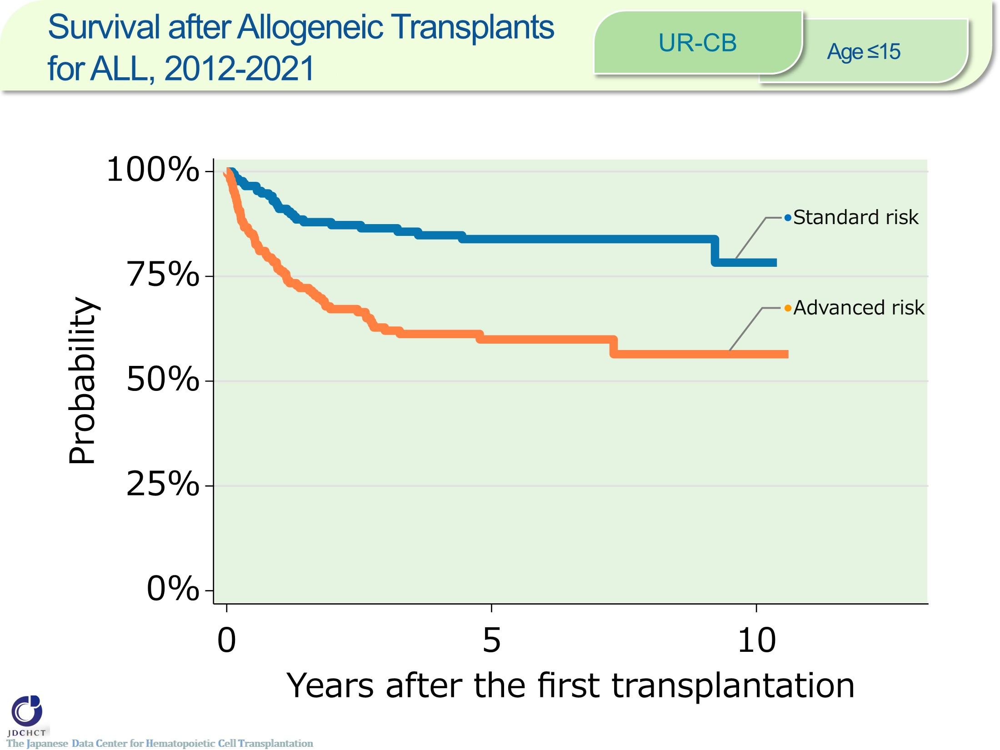 Survival after Allogeneic Transplants
for ALL, 2012-2021
UR-CB
Age ≤15
100%
75%
50%
25%
0%
Probability
Standard risk
Advanced risk
0 5 10
Years after the first transplantation
JDCHCT
The Japanese Data Center for Hematopoietic Cell Transplantation